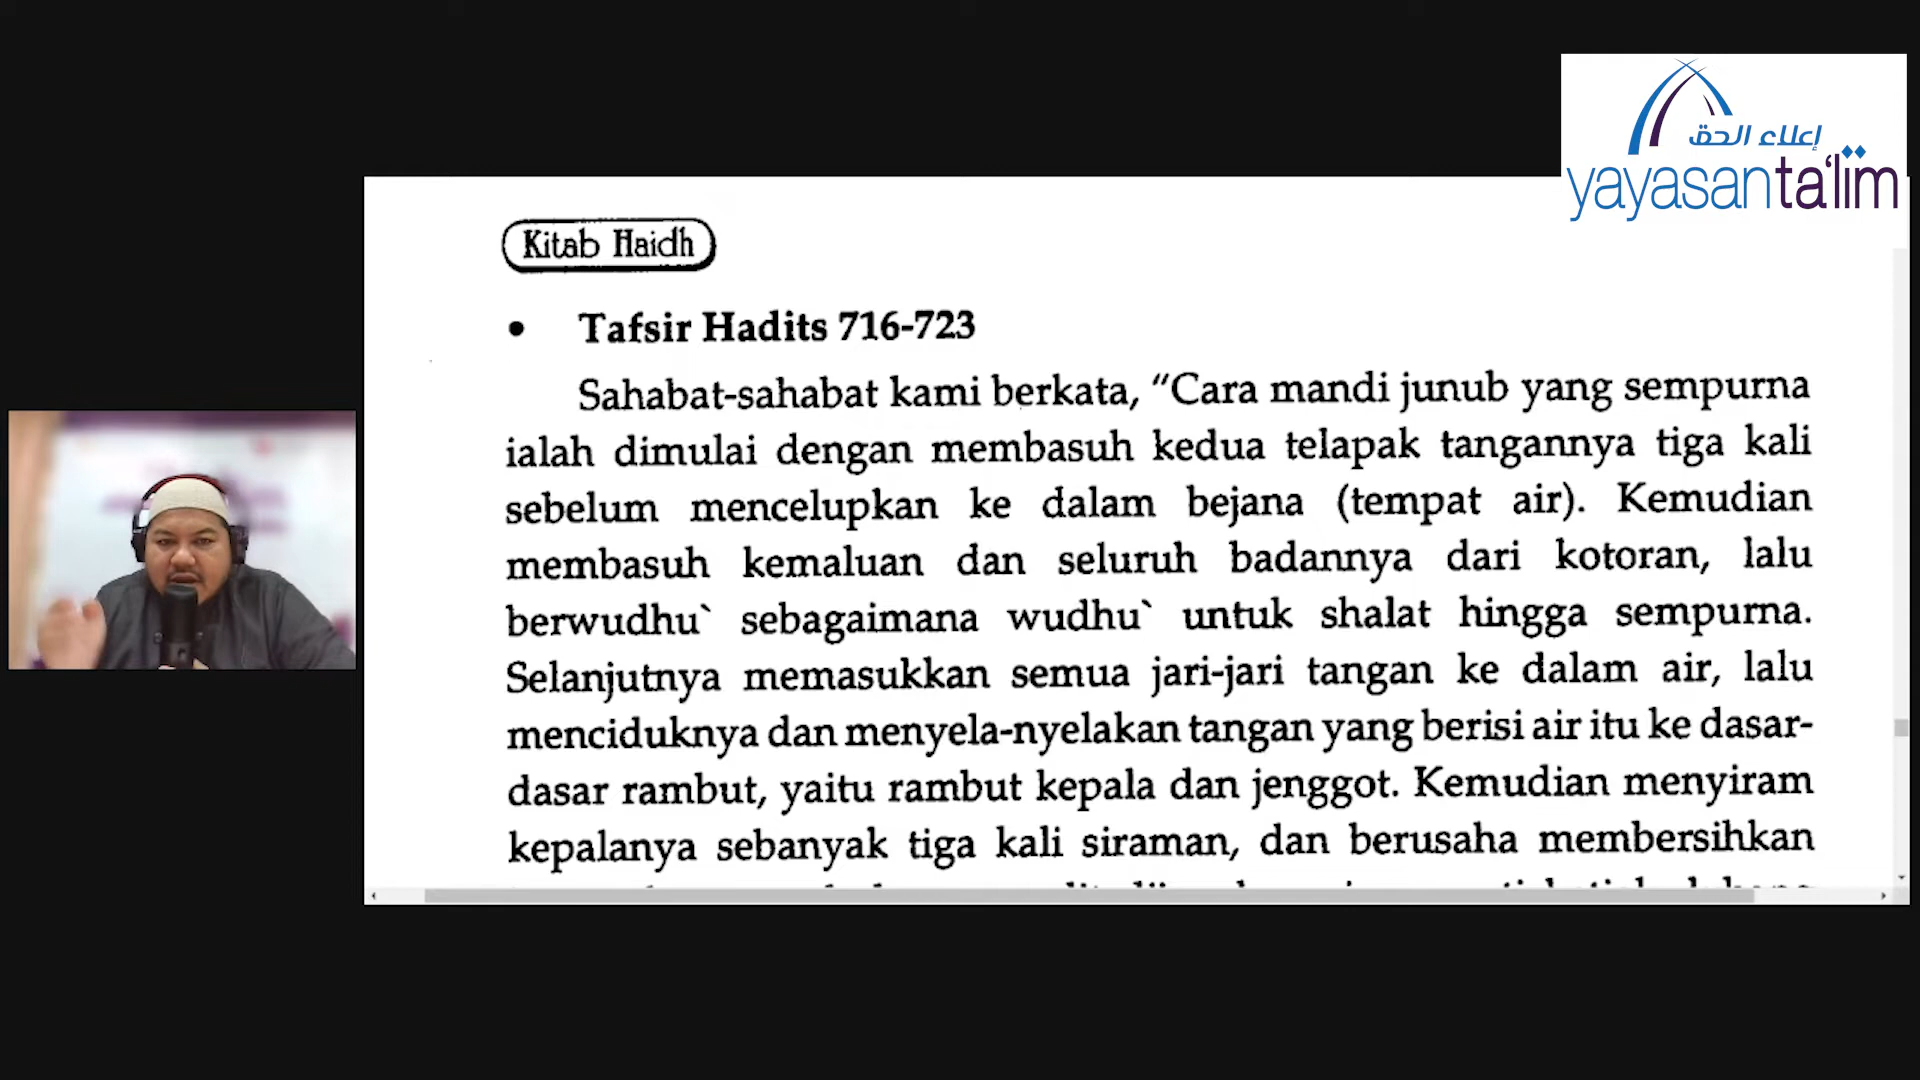 إعلاء الحق
yayasanta'lim
Kitab Haidh
• Tafsir Hadits 716-723
Sahabat-sahabat kami berkata, “Cara mandi junub yang sempurna
ialah dimulai dengan membasuh kedua telapak tangannya tiga kali
sebelum mencelupkan ke dalam bejana (tempat air). Kemudian
membasuh kemaluan dan seluruh badannya dari kotoran, lalu
berwudhu` sebagaimana wudhu` untuk shalat hingga sempurna.
Selanjutnya memasukkan semua jari-jari tangan ke dalam air, lalu
menciduknya dan menyela-nyelakan tangan yang berisi air itu ke dasar-
dasar rambut, yaitu rambut kepala dan jenggot. Kemudian menyiram
kepalanya sebanyak tiga kali siraman, dan berusaha membersihkan